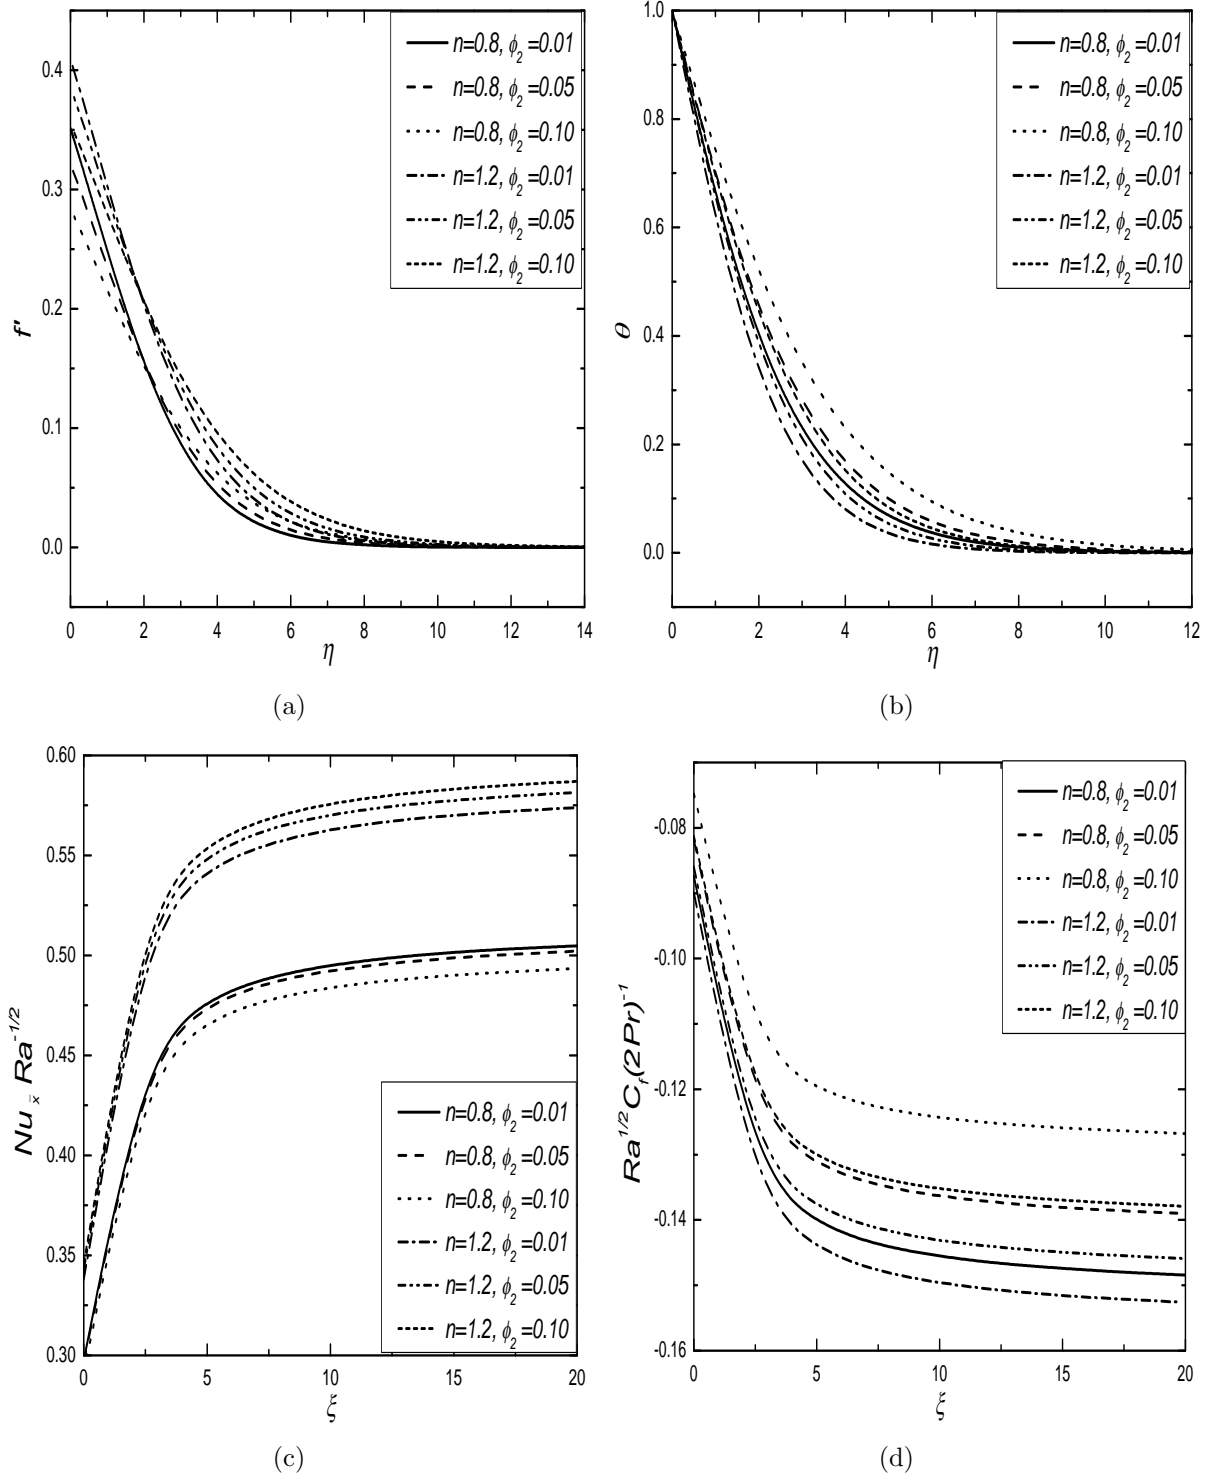 n=0.8, ϕ₂=0.01
n=0.8, ϕ₂=0.05
n=0.8, ϕ₂=0.10
n=1.2, ϕ₂=0.01
n=1.2, ϕ₂=0.05
n=1.2, ϕ₂=0.10
0.4
0.3
0.2
0.1
0.0
f'
0 2 4 6 8 10 12 14
η
(a)
n=0.8, ϕ₂=0.01
n=0.8, ϕ₂=0.05
n=0.8, ϕ₂=0.10
n=1.2, ϕ₂=0.01
n=1.2, ϕ₂=0.05
n=1.2, ϕ₂=0.10
1.0
0.8
0.6
0.4
0.2
0.0
θ
0 2 4 6 8 10 12
η
(b)
0.60
0.55
0.50
0.45
0.40
0.35
0.30
Nu_x̄ Ra^{-1/2}
n=0.8, ϕ₂=0.01
n=0.8, ϕ₂=0.05
n=0.8, ϕ₂=0.10
n=1.2, ϕ₂=0.01
n=1.2, ϕ₂=0.05
n=1.2, ϕ₂=0.10
0 5 10 15 20
ξ
(c)
n=0.8, ϕ₂=0.01
n=0.8, ϕ₂=0.05
n=0.8, ϕ₂=0.10
n=1.2, ϕ₂=0.01
n=1.2, ϕ₂=0.05
n=1.2, ϕ₂=0.10
-0.08
-0.10
-0.12
-0.14
-0.16
Ra^{1/2}C_f(2Pr)^{-1}
0 5 10 15 20
ξ
(d)